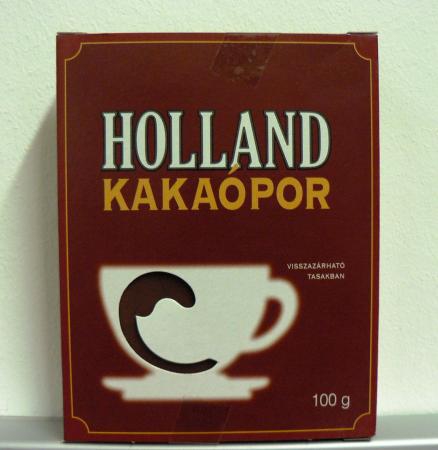 HOLLAND
KAKAÓPOR
VISSZAZÁRHATÓ
TASAKBAN
100 g